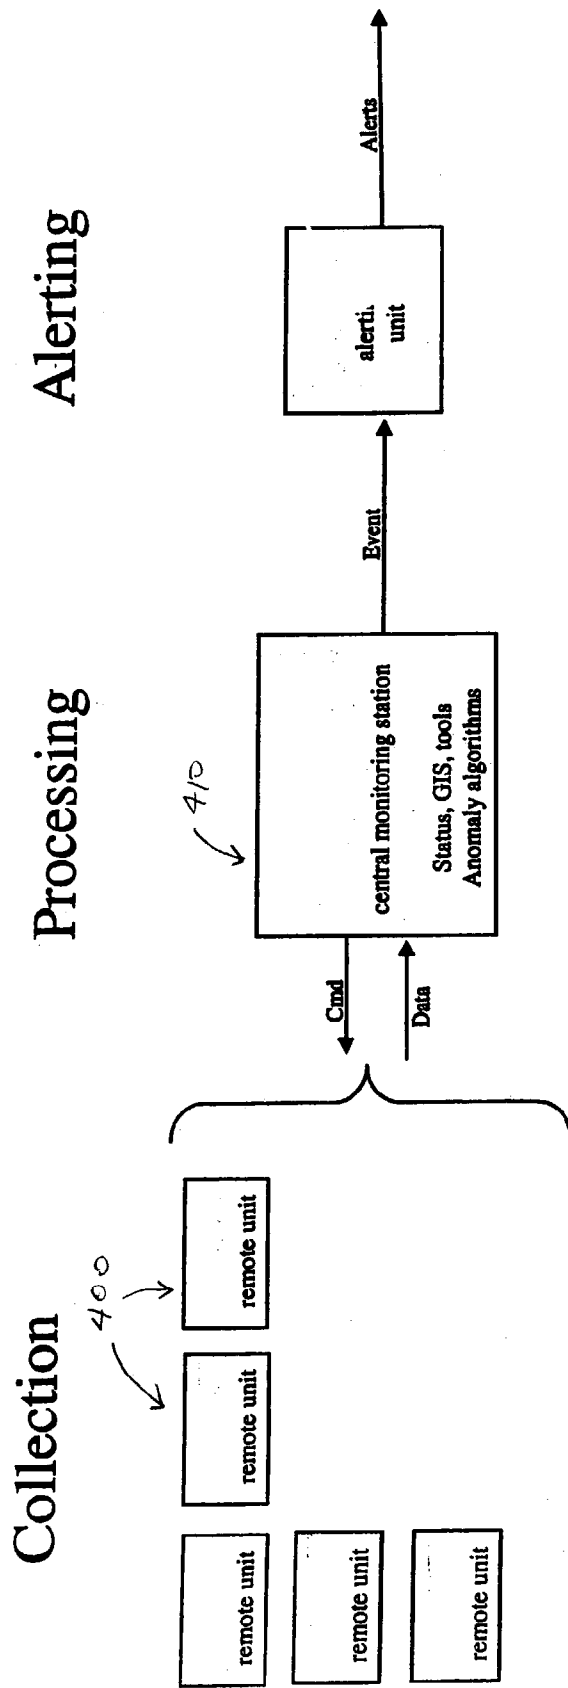 Collection
Processing
Alerting
400
410
remote unit
remote unit
remote unit
remote unit
remote unit
Cmd
Data
central monitoring station
Status, GIS, tools
Anomaly algorithms
Event
unit
Alerts